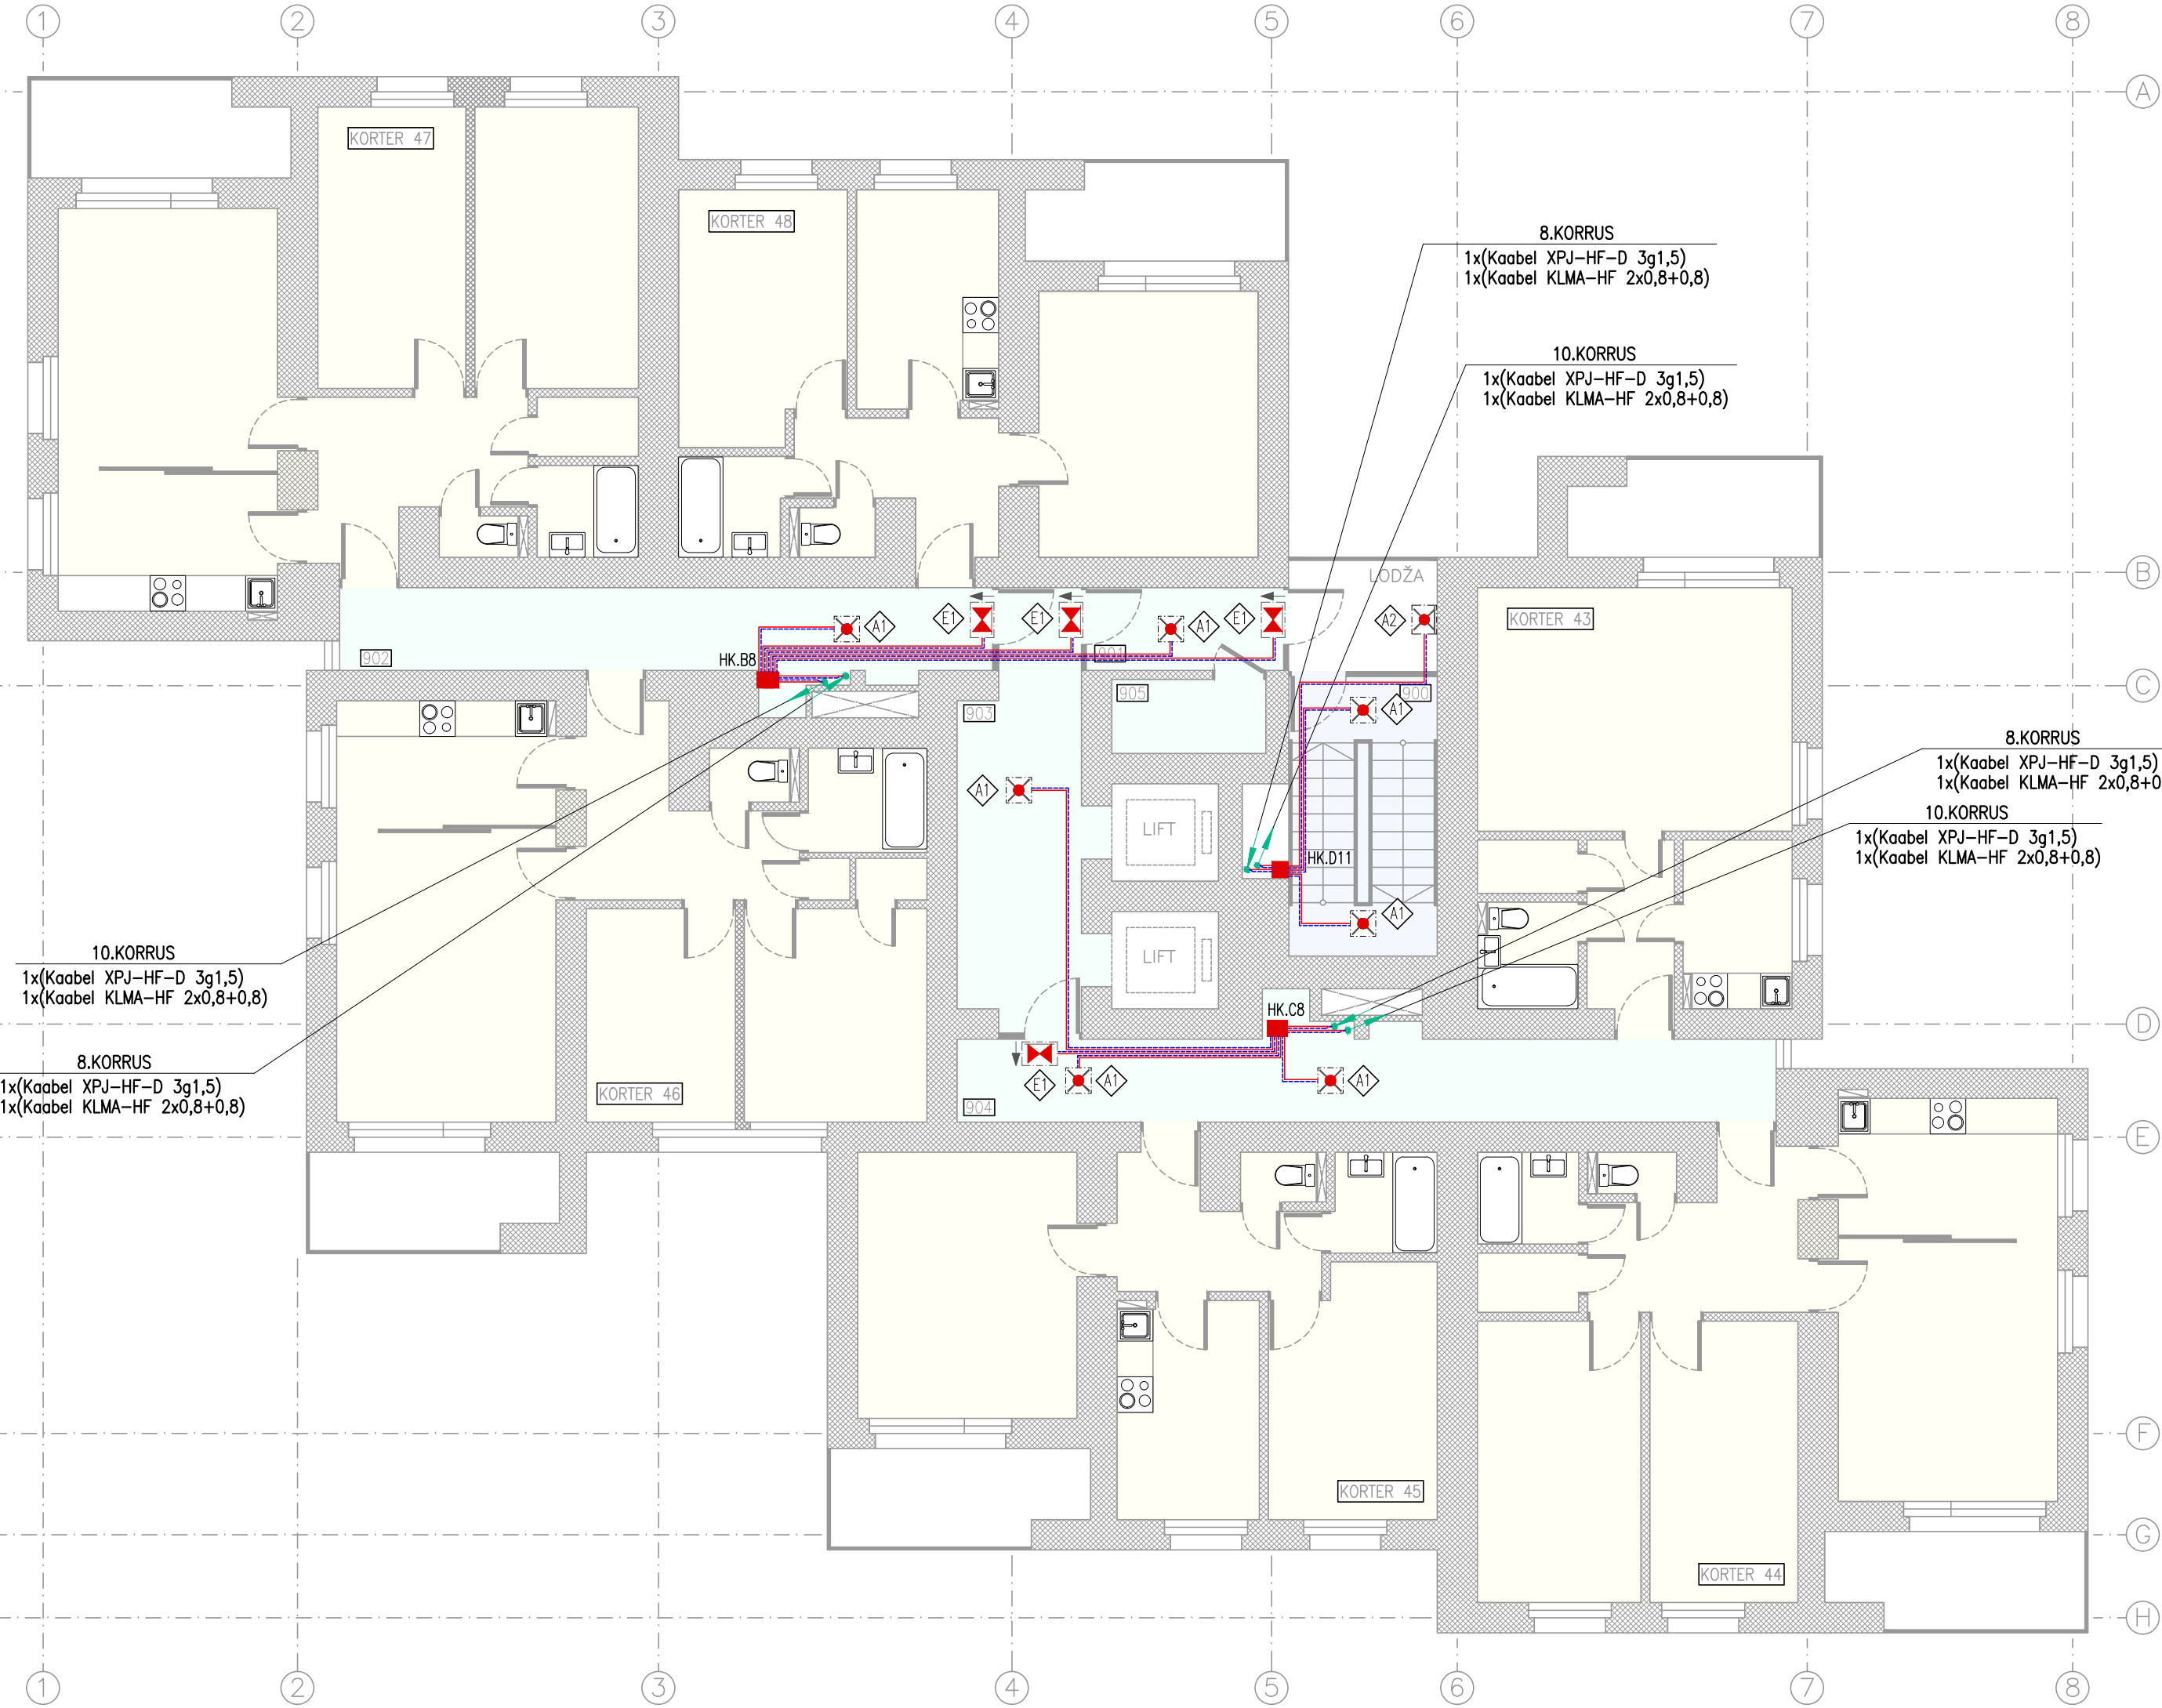 1 2 3 4 5 6 7 8
A
KORTER 47
KORTER 48
8.KORRUS
1x(Kaabel XPJ-HF-D 3g1,5)
1x(Kaabel KLMA-HF 2x0,8+0,8)
10.KORRUS
1x(Kaabel XPJ-HF-D 3g1,5)
1x(Kaabel KLMA-HF 2x0,8+0,8)
LODŽA
B
KORTER 43
A1
E1
E1
A1
E1
A2
902
HK.B8
901
905
900
C
903
A1
8.KORRUS
1x(Kaabel XPJ-HF-D 3g1,5)
1x(Kaabel KLMA-HF 2x0,8+0
A1
10.KORRUS
1x(Kaabel XPJ-HF-D 3g1,5)
1x(Kaabel KLMA-HF 2x0,8+0,8)
LIFT
HK.D11
A1
LIFT
10.KORRUS
1x(Kaabel XPJ-HF-D 3g1,5)
1x(Kaabel KLMA-HF 2x0,8+0,8)
HK.C8
D
8.KORRUS
1x(Kaabel XPJ-HF-D 3g1,5)
1x(Kaabel KLMA-HF 2x0,8+0,8)
KORTER 46
E1
A1
A1
904
E
F
KORTER 45
G
KORTER 44
H
1 2 3 4 5 6 7 8